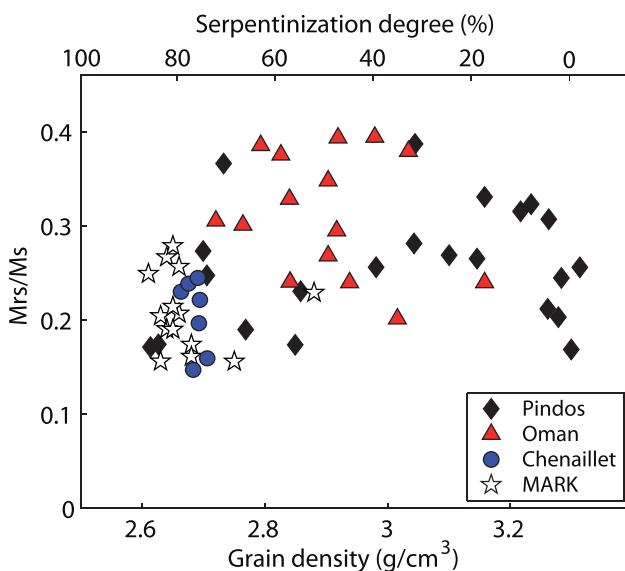 Serpentinization degree (%)
100 80 60 40 20 0
Mrs/Ms
0.4
0.3
0.2
0.1
0
Pindos
Oman
Chenaillet
MARK
2.6 2.8 3 3.2
Grain density (g/cm³)